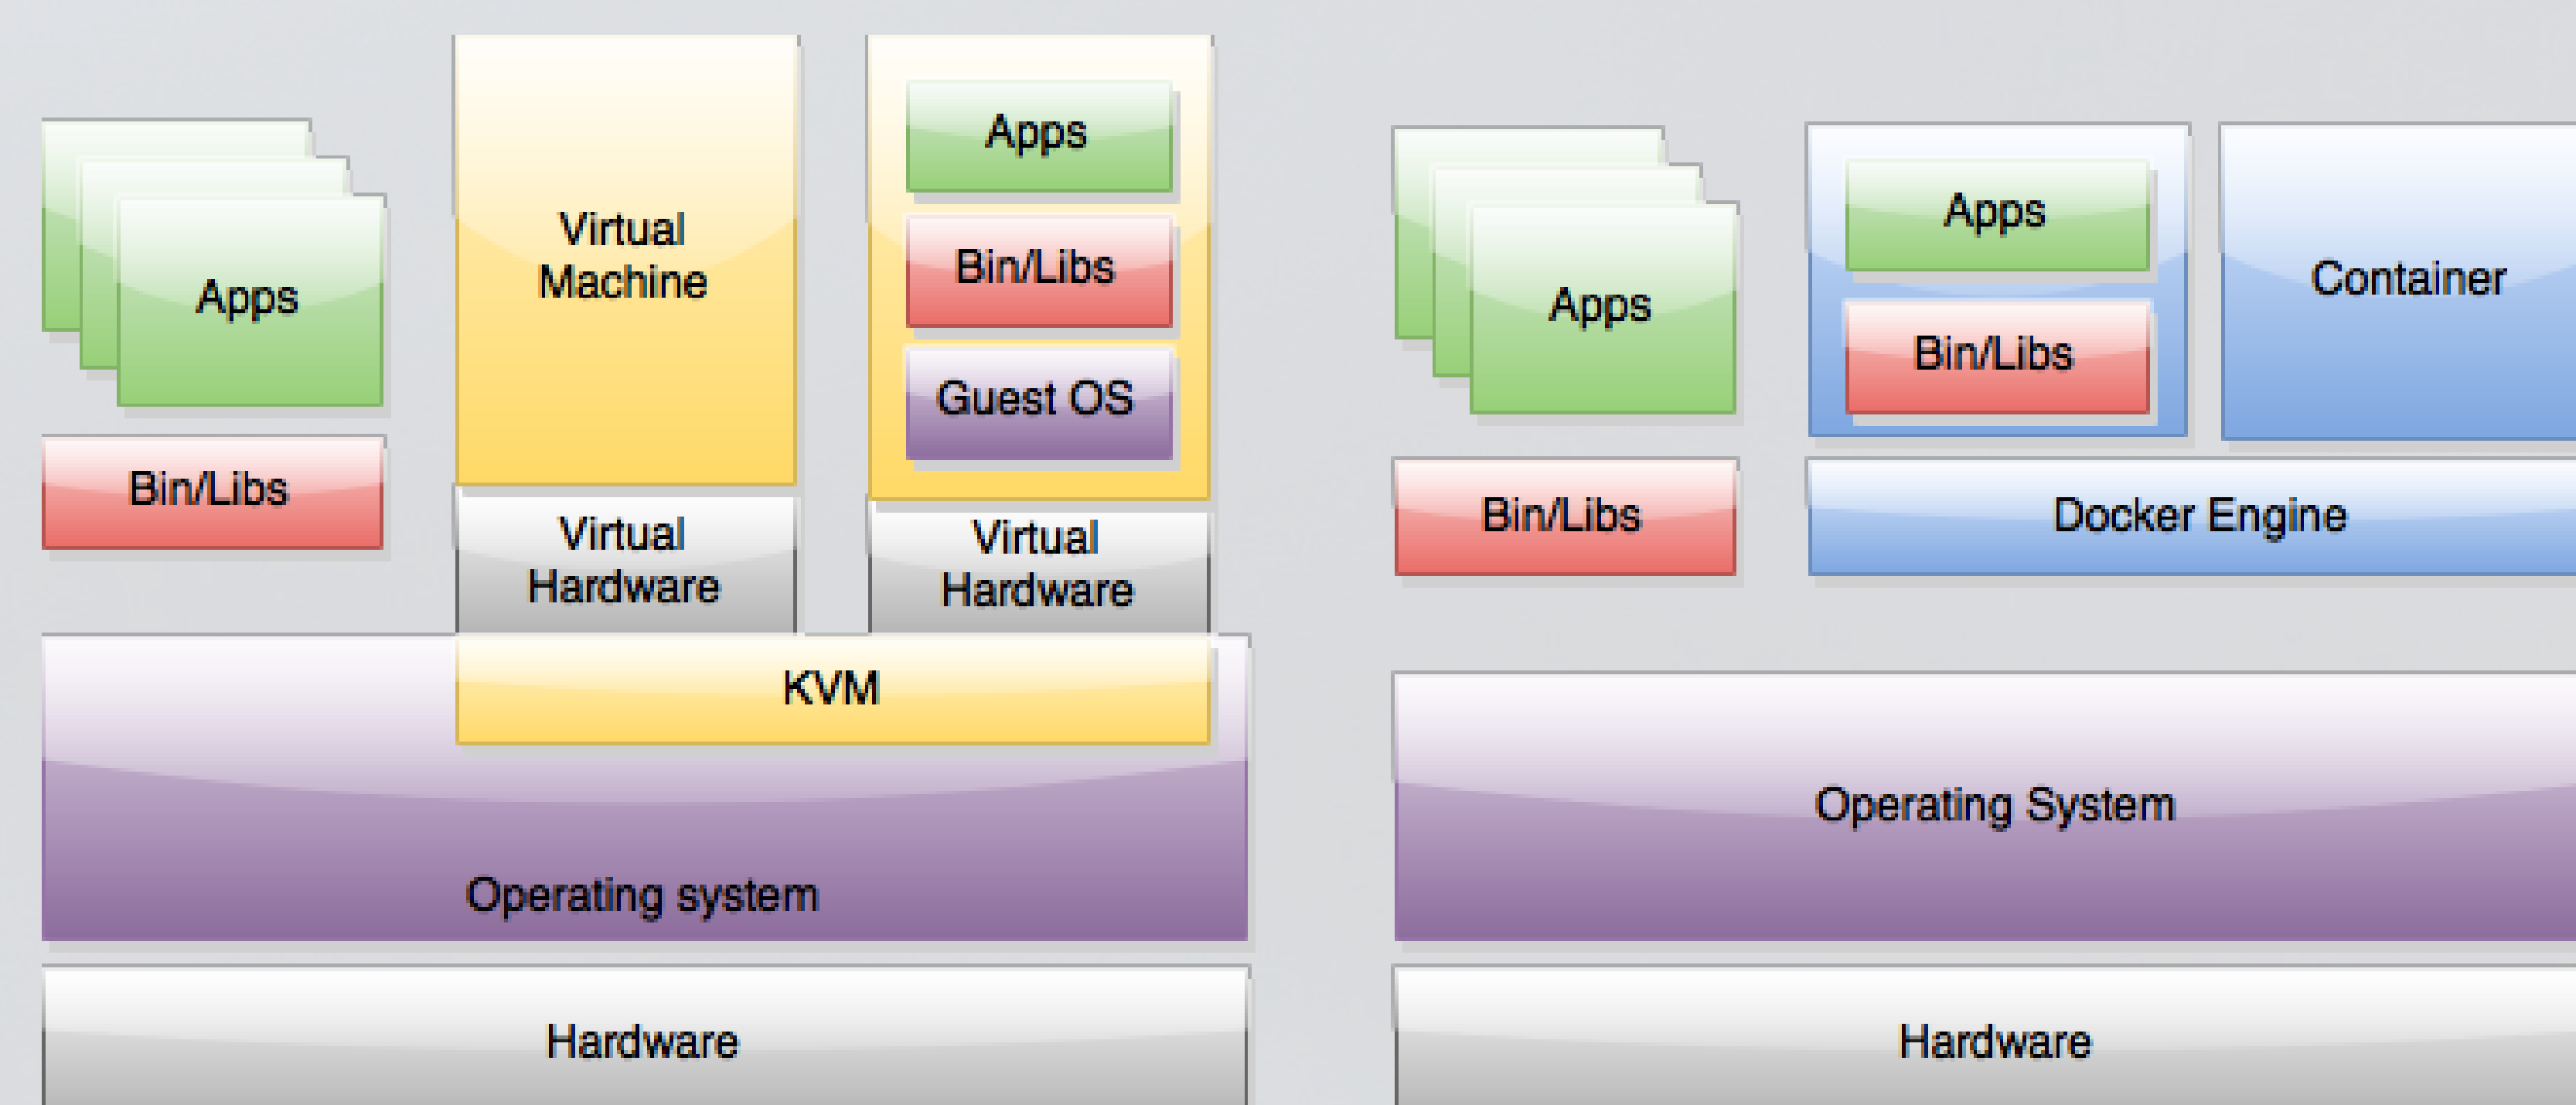 Apps
Bin/Libs
Virtual
Machine
Virtual
Hardware
Apps
Bin/Libs
Guest OS
Virtual
Hardware
KVM
Operating system
Hardware
Apps
Bin/Libs
Apps
Bin/Libs
Container
Docker Engine
Operating System
Hardware